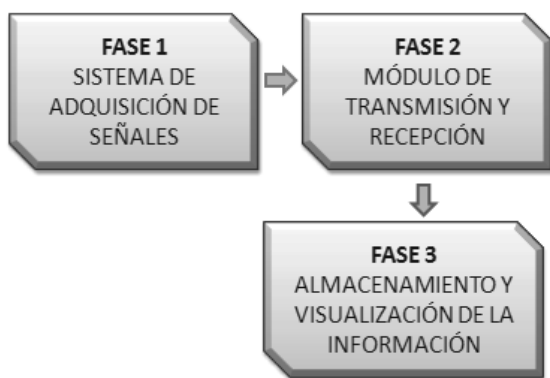 FASE 1
SISTEMA DE
ADQUISICIÓN DE
SEÑALES
FASE 2
MÓDULO DE
TRANSMISIÓN Y
RECEPCIÓN
FASE 3
ALMACENAMIENTO Y
VISUALIZACIÓN DE LA
INFORMACIÓN